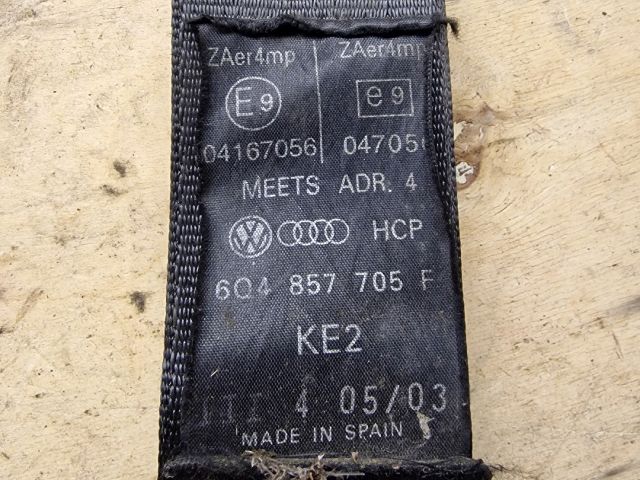 ZAer4mp ZAer4mp
E9 e9
04167056 04705
MEETS ADR. 4
VW HCP
6Q4 857 705 F
KE2
4 05/03
MADE IN SPAIN